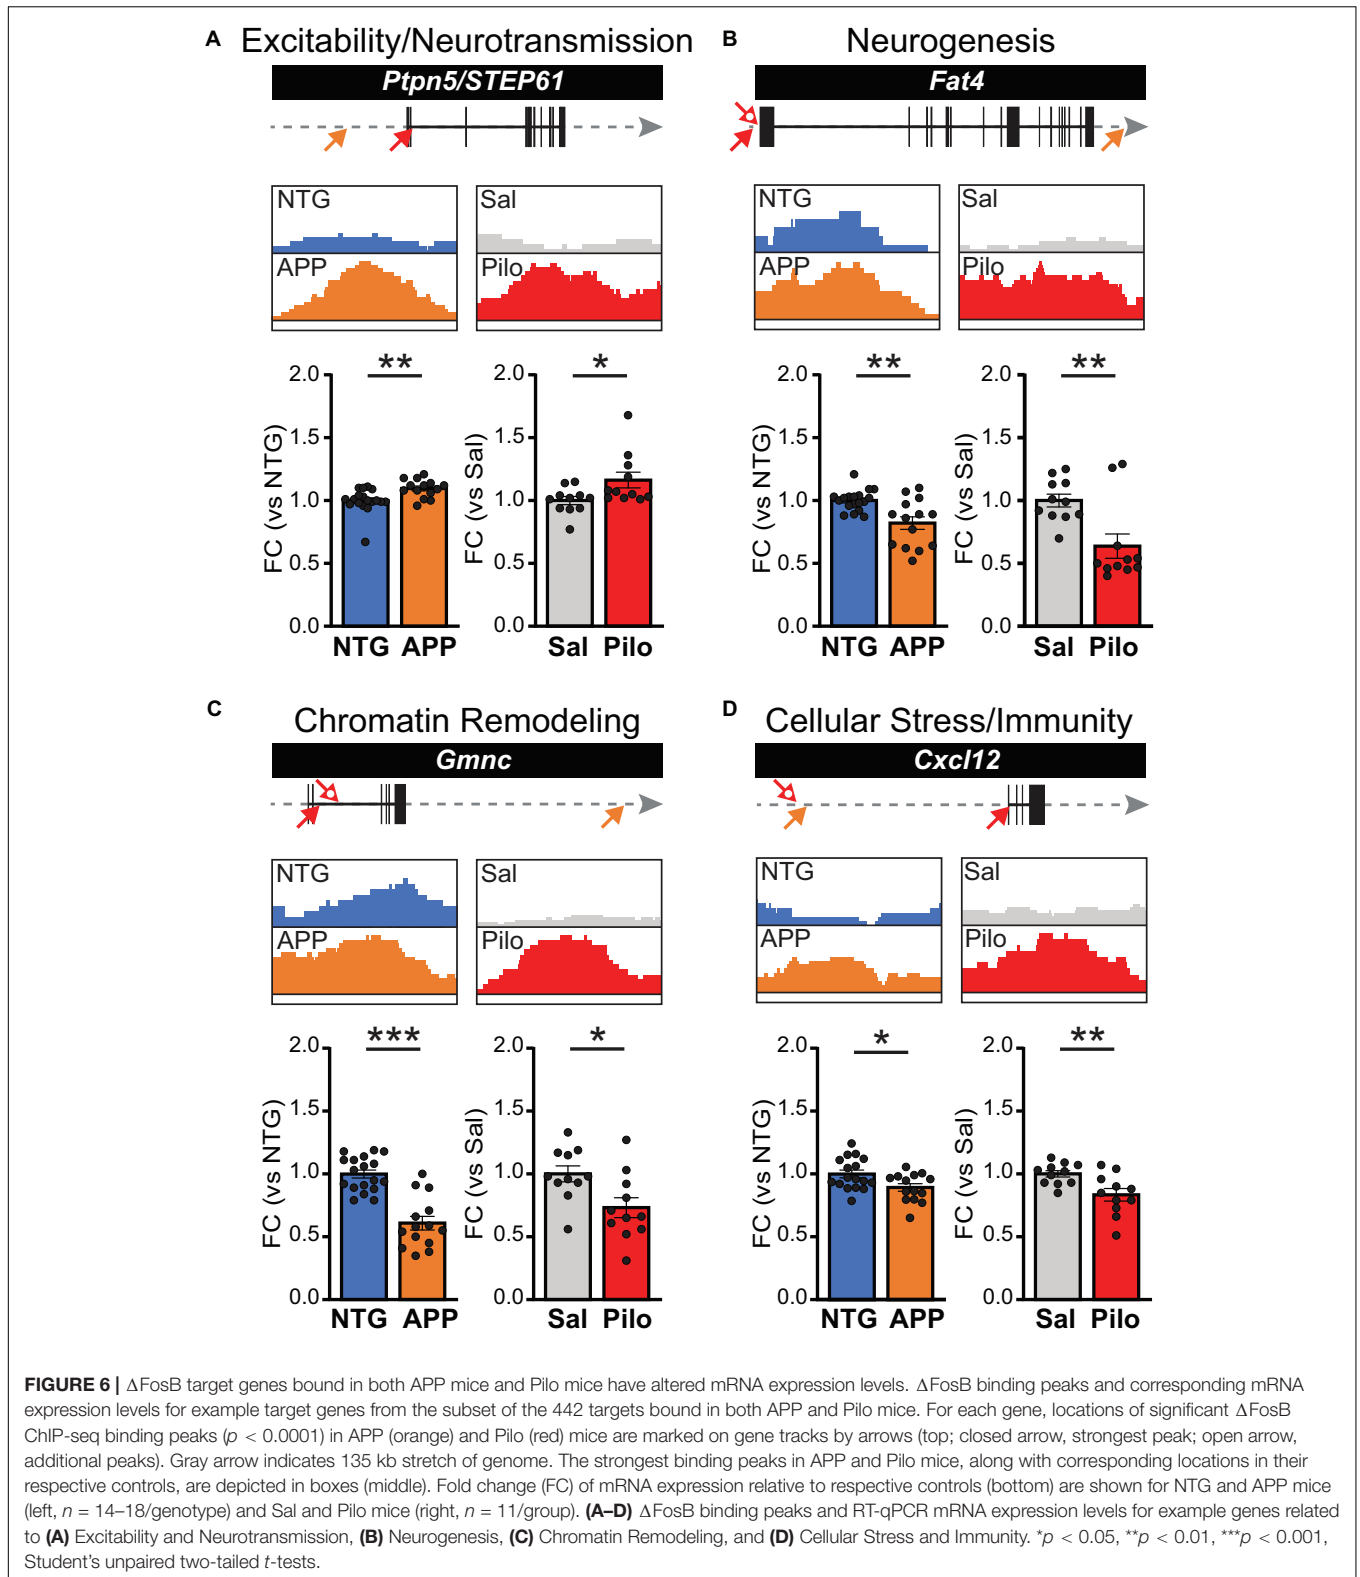 A Excitability/Neurotransmission
Ptpn5/STEP61
NTG
APP
Sal
Pilo
**
2.0
1.5
1.0
0.5
0.0
FC (vs NTG)
NTG APP
*
2.0
1.5
1.0
0.5
0.0
FC (vs Sal)
Sal Pilo
B Neurogenesis
Fat4
NTG
APP
Sal
Pilo
**
2.0
1.5
1.0
0.5
0.0
FC (vs NTG)
NTG APP
**
2.0
1.5
1.0
0.5
0.0
FC (vs Sal)
Sal Pilo
C Chromatin Remodeling
Gmnc
NTG
APP
Sal
Pilo
***
2.0
1.5
1.0
0.5
0.0
FC (vs NTG)
NTG APP
*
2.0
1.5
1.0
0.5
0.0
FC (vs Sal)
Sal Pilo
D Cellular Stress/Immunity
Cxcl12
NTG
APP
Sal
Pilo
*
2.0
1.5
1.0
0.5
0.0
FC (vs NTG)
NTG APP
**
2.0
1.5
1.0
0.5
0.0
FC (vs Sal)
Sal Pilo
FIGURE 6 | ΔFosB target genes bound in both APP mice and Pilo mice have altered mRNA expression levels. ΔFosB binding peaks and corresponding mRNA
expression levels for example target genes from the subset of the 442 targets bound in both APP and Pilo mice. For each gene, locations of significant ΔFosB
ChIP-seq binding peaks (p < 0.0001) in APP (orange) and Pilo (red) mice are marked on gene tracks by arrows (top; closed arrow, strongest peak; open arrow,
additional peaks). Gray arrow indicates 135 kb stretch of genome. The strongest binding peaks in APP and Pilo mice, along with corresponding locations in their
respective controls, are depicted in boxes (middle). Fold change (FC) of mRNA expression relative to respective controls (bottom) are shown for NTG and APP mice
(left, n = 14–18/genotype) and Sal and Pilo mice (right, n = 11/group). (A–D) ΔFosB binding peaks and RT-qPCR mRNA expression levels for example genes related
to (A) Excitability and Neurotransmission, (B) Neurogenesis, (C) Chromatin Remodeling, and (D) Cellular Stress and Immunity. *p < 0.05, **p < 0.01, ***p < 0.001,
Student's unpaired two-tailed t-tests.